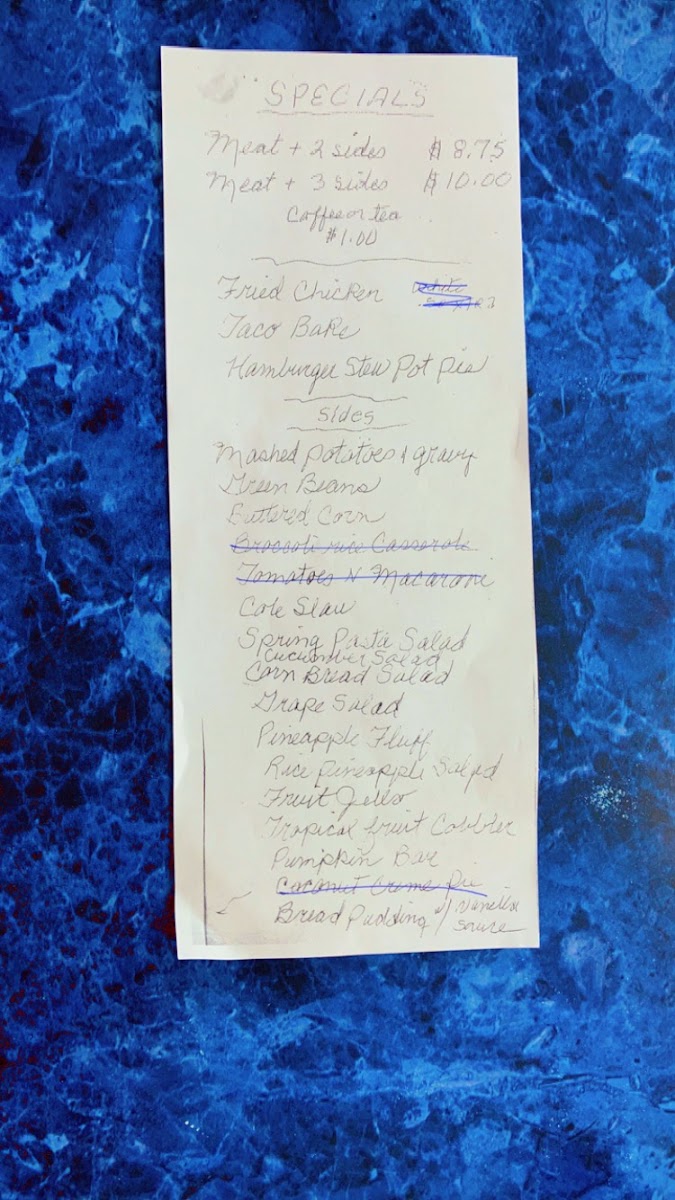 SPECIALS
Meat + 2 sides $ 8.75
Meat + 3 sides $ 10.00
Coffee or tea
$1.00
Fried Chicken white
Taco Bake
Hamburger Stew Pot Pie
Sides
Mashed Potatoes & gravy
Green Beans
Buttered Corn
Broccoli rice Casserole
Tomatoes N Macaroni
Cole Slaw
Spring Pasta Salad
Cucumber Salad
Corn Bread Salad
Grape Salad
Pineapple Fluff
Rice pineapple Salad
Fruit Jello
Tropical fruit Cobbler
Pumpkin Bar
Coconut Creme Pie
Bread Pudding w/ Vanilla
Sauce